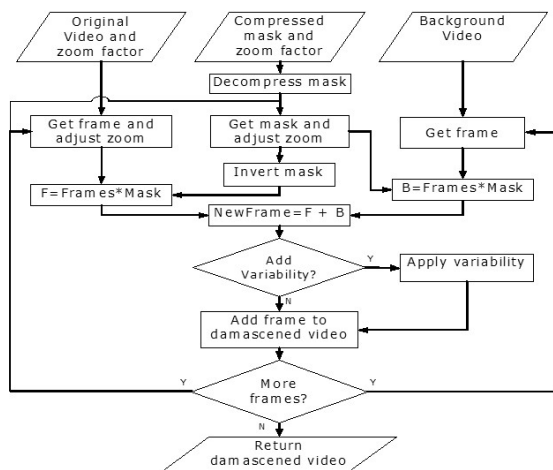 Original
Video and
zoom factor
Compressed
mask and
zoom factor
Background
Video
Decompress mask
Get frame and
adjust zoom
Get mask and
adjust zoom
Get frame
Invert mask
F=Frames*Mask
B=Frames*Mask
NewFrame=F + B
Add
Variability?
Y
Apply variability
N
Add frame to
damascened video
Y
More
frames?
Y
N
Return
damascened video